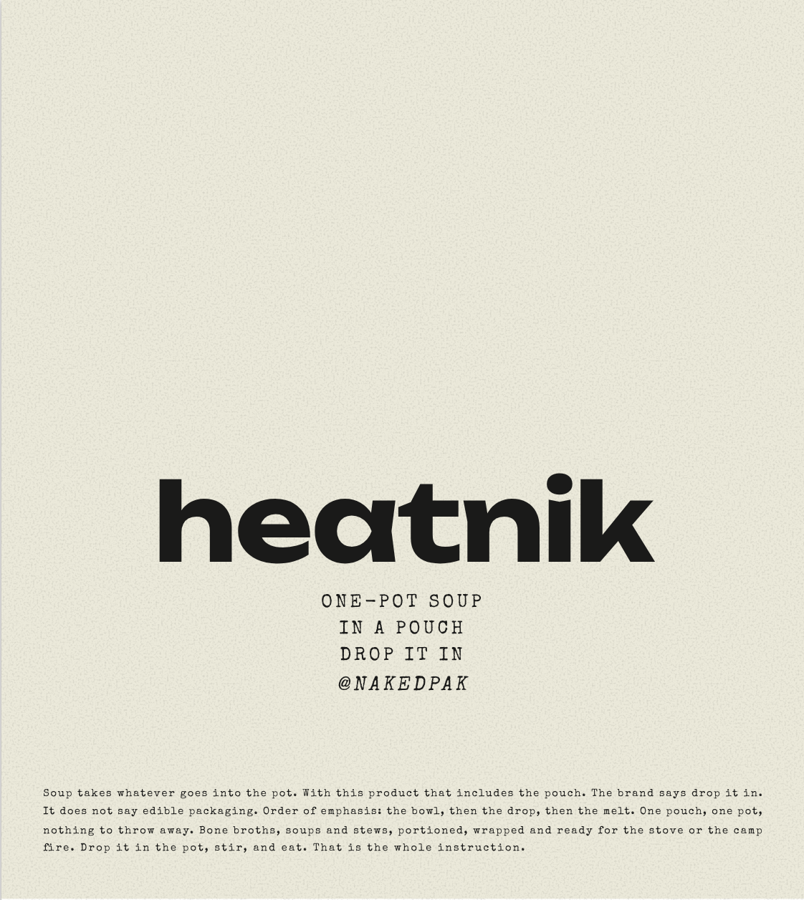 heatnik
ONE-POT SOUP
IN A POUCH
DROP IT IN
@NAKEDPAK
Soup takes whatever goes into the pot. With this product that includes the pouch. The brand says drop it in.
It does not say edible packaging. Order of emphasis: the bowl, then the drop, then the melt. One pouch, one pot,
nothing to throw away. Bone broths, soups and stews, portioned, wrapped and ready for the stove or the camp
fire. Drop it in the pot, stir, and eat. That is the whole instruction.